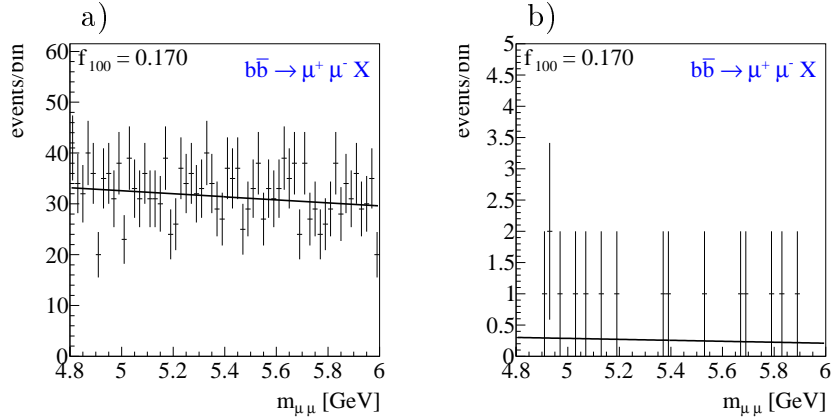 a)
events/bin
f100 = 0.170
bb̅ → μ+ μ- X
60
50
40
30
20
10
0
4.8 5 5.2 5.4 5.6 5.8 6
mμμ [GeV]
b)
events/bin
f100 = 0.170
bb̅ → μ+ μ- X
5
4.5
4
3.5
3
2.5
2
1.5
1
0.5
0
4.8 5 5.2 5.4 5.6 5.8 6
mμμ [GeV]